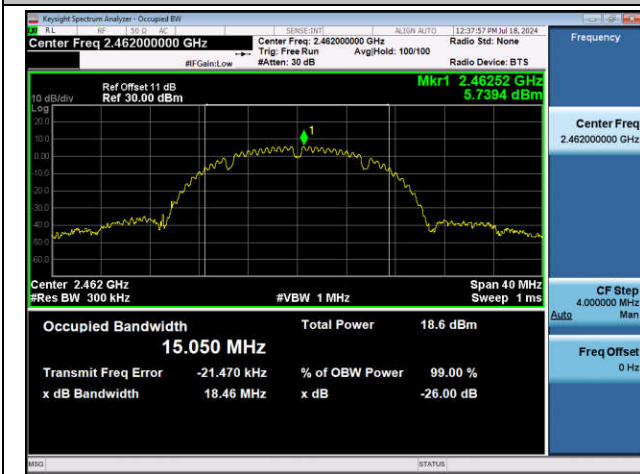 Keysight Spectrum Analyzer - Occupied BW
RL RF 50 Ω AC SENSE:INT ALIGN AUTO 12:37:57 PM Jul 18, 2024
Center Freq 2.462000000 GHz
Center Freq: 2.462000000 GHz
Radio Std: None
Trig: Free Run Avg|Hold: 100/100
#IFGain:Low #Atten: 30 dB Radio Device: BTS
Frequency
Ref Offset 11 dB
10 dB/div Ref 30.00 dBm
Mkr1 2.46252 GHz
5.7394 dBm
Log
20.0
10.0
0.00
-10.0
-20.0
-30.0
-40.0
-50.0
-60.0
1
Center 2.462 GHz Span 40 MHz
#Res BW 300 kHz #VBW 1 MHz Sweep 1 ms
Occupied Bandwidth Total Power 18.6 dBm
15.050 MHz
Transmit Freq Error -21.470 kHz % of OBW Power 99.00 %
x dB Bandwidth 18.46 MHz x dB -26.00 dB
Center Freq
2.462000000 GHz
CF Step
4.000000 MHz
Auto Man
Freq Offset
0 Hz
MSG STATUS